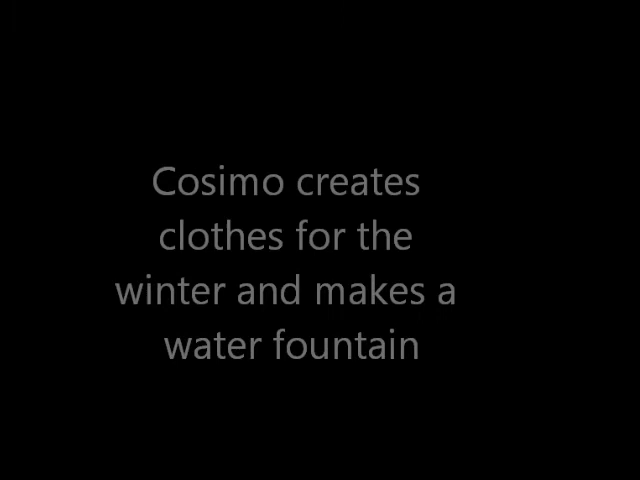 Cosimo creates
clothes for the
winter and makes a
water fountain